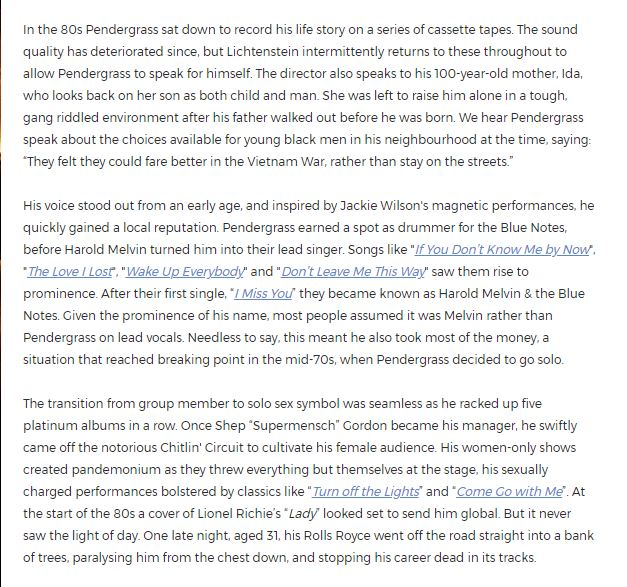 In the 80s Pendergrass sat down to record his life story on a series of cassette tapes. The sound
quality has deteriorated since, but Lichtenstein intermittently returns to these throughout to
allow Pendergrass to speak for himself. The director also speaks to his 100-year-old mother, Ida,
who looks back on her son as both child and man. She was left to raise him alone in a tough,
gang riddled environment after his father walked out before he was born. We hear Pendergrass
speak about the choices available for young black men in his neighbourhood at the time, saying:
"They felt they could fare better in the Vietnam War, rather than stay on the streets."
His voice stood out from an early age, and inspired by Jackie Wilson's magnetic performances, he
quickly gained a local reputation. Pendergrass earned a spot as drummer for the Blue Notes,
before Harold Melvin turned him into their lead singer. Songs like "If You Don't Know Me by Now",
"The Love I Lost", "Wake Up Everybody" and "Don't Leave Me This Way" saw them rise to
prominence. After their first single, "I Miss You" they became known as Harold Melvin & the Blue
Notes. Given the prominence of his name, most people assumed it was Melvin rather than
Pendergrass on lead vocals. Needless to say, this meant he also took most of the money, a
situation that reached breaking point in the mid-70s, when Pendergrass decided to go solo.
The transition from group member to solo sex symbol was seamless as he racked up five
platinum albums in a row. Once Shep "Supermensch" Gordon became his manager, he swiftly
came off the notorious Chitlin' Circuit to cultivate his female audience. His women-only shows
created pandemonium as they threw everything but themselves at the stage, his sexually
charged performances bolstered by classics like "Turn off the Lights" and "Come Go with Me". At
the start of the 80s a cover of Lionel Richie's "Lady" looked set to send him global. But it never
saw the light of day. One late night, aged 31, his Rolls Royce went off the road straight into a bank
of trees, paralysing him from the chest down, and stopping his career dead in its tracks.